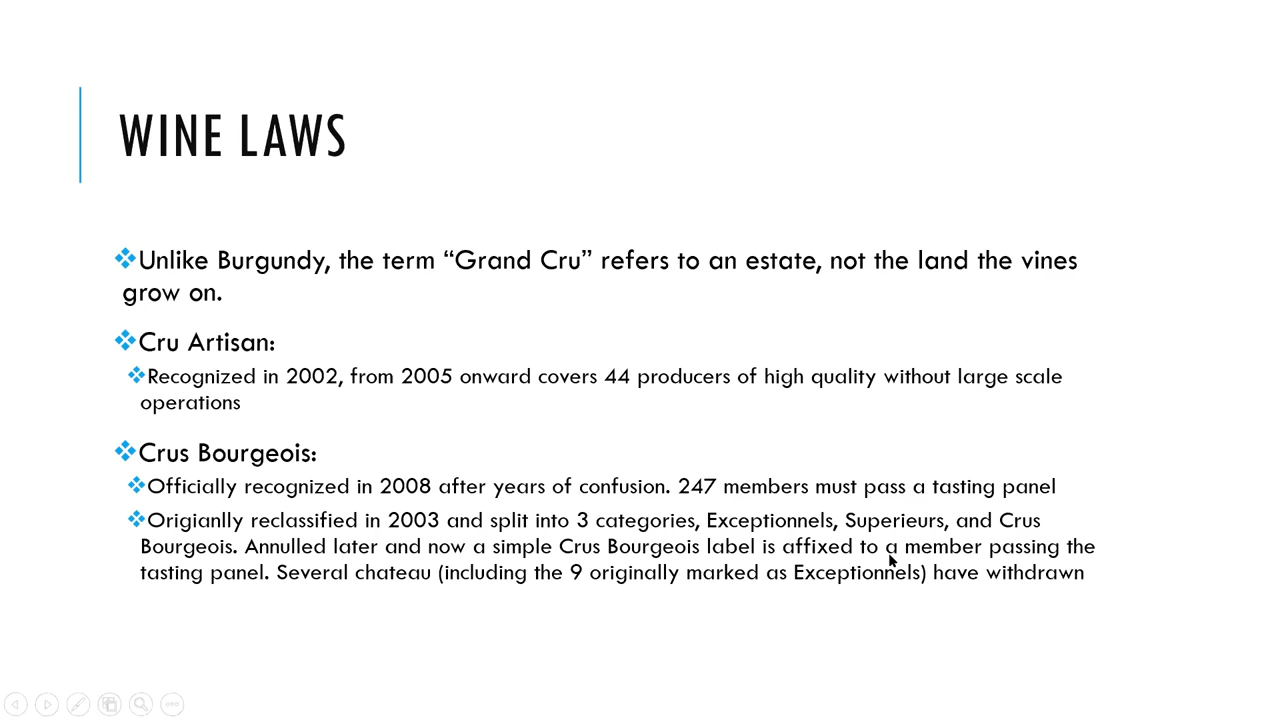 WINE LAWS
Unlike Burgundy, the term “Grand Cru” refers to an estate, not the land the vines
grow on.
Cru Artisan:
Recognized in 2002, from 2005 onward covers 44 producers of high quality without large scale
operations
Crus Bourgeois:
Officially recognized in 2008 after years of confusion. 247 members must pass a tasting panel
Origianlly reclassified in 2003 and split into 3 categories, Exceptionnels, Superieurs, and Crus
Bourgeois. Annulled later and now a simple Crus Bourgeois label is affixed to a member passing the
tasting panel. Several chateau (including the 9 originally marked as Exceptionnels) have withdrawn